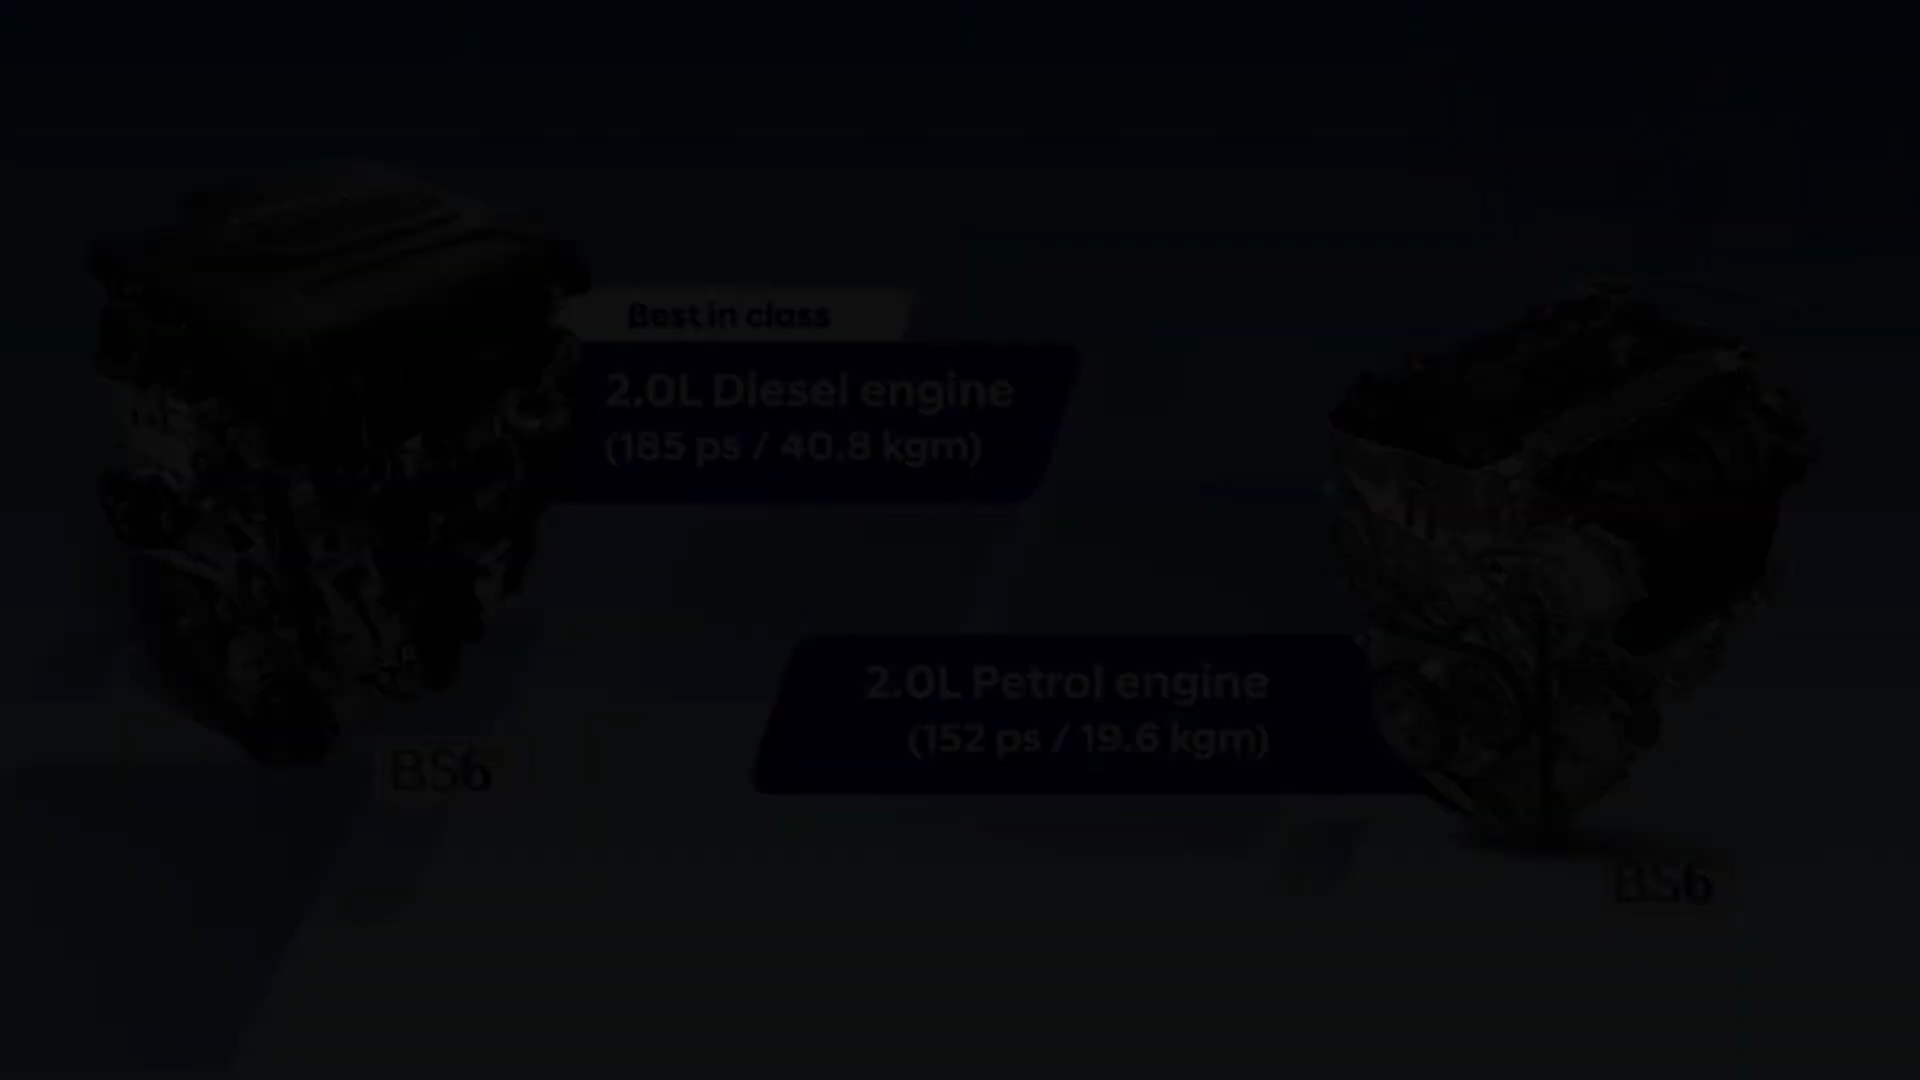 Best in class
2.0L Diesel engine
(185 ps / 40.8 kgm)
2.0L Petrol engine
(152 ps / 19.6 kgm)
BS6
BS6